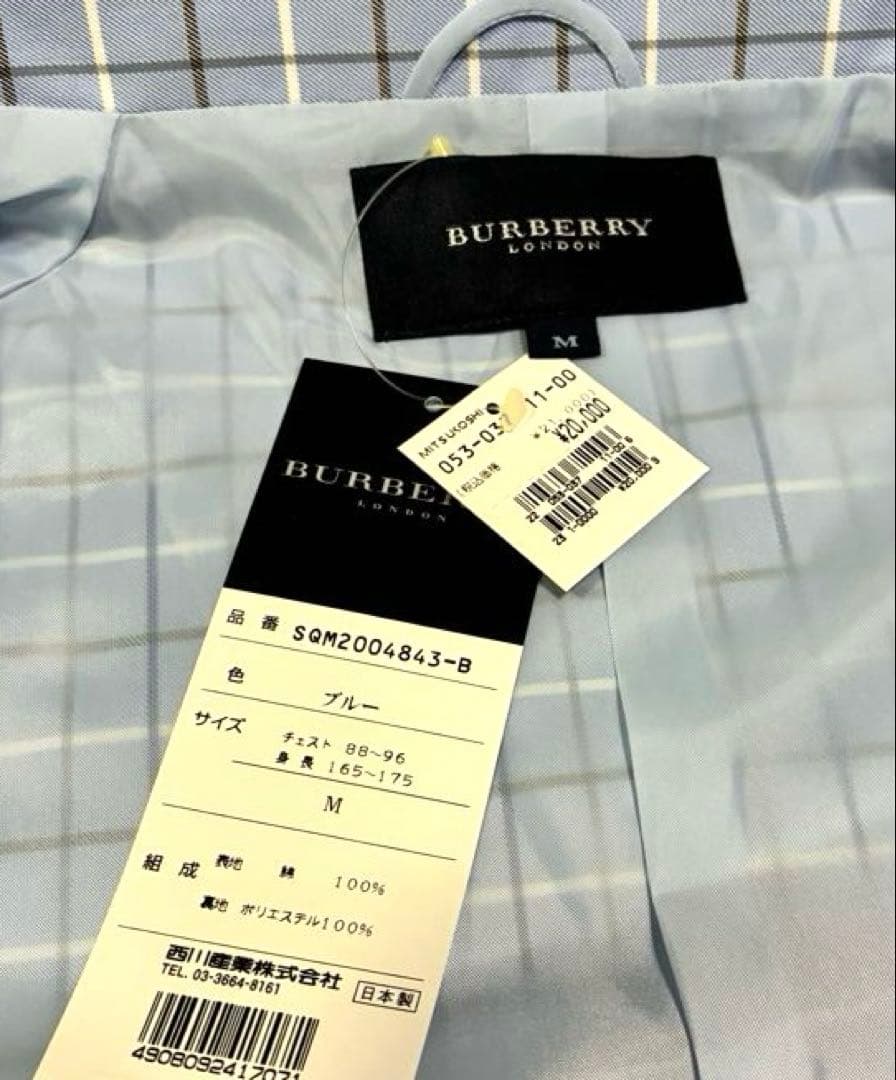 BURBERRY
LONDON
M
MITSUKOSHI
11-00
¥20,000
(税込価格
BURBER
LONDON
品番 SQM2004843-B
色 ブルー
サイズ チェスト 88~96
身長 165~175
M
組成 表地 綿 100%
裏地 ポリエステル100%
西川産業株式会社
TEL. 03-3664-8161
日本製
4908092417071